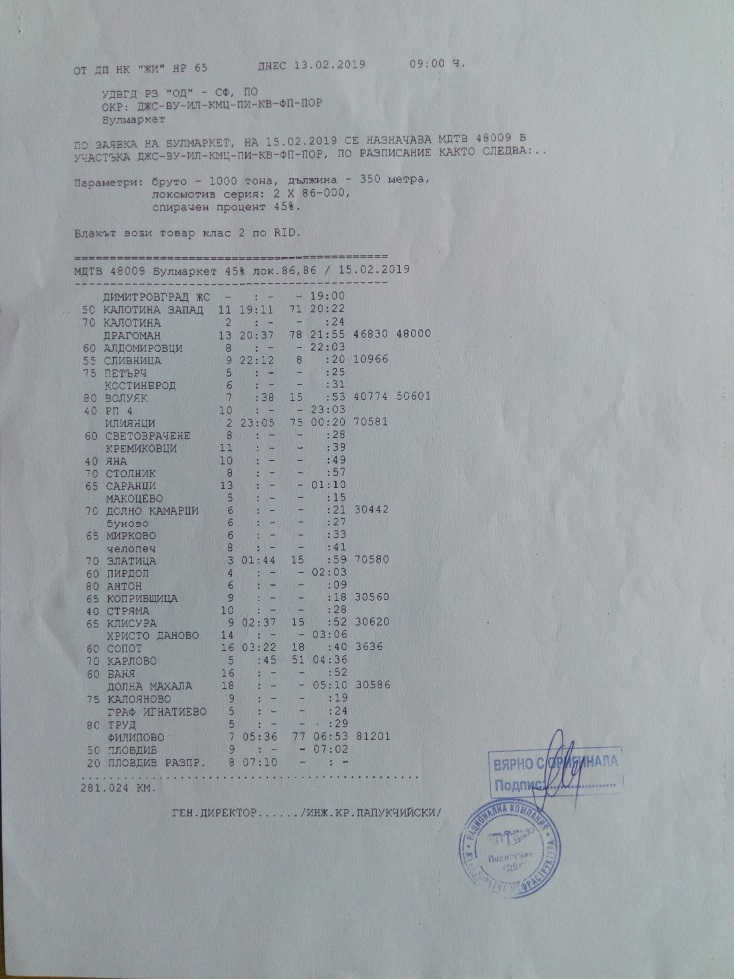 ОТ ДП НК "ЖИ" НР 65 ДНЕС 13.02.2019 09:00 Ч.
УДВГД РЗ "ОД" - СФ, ПО
ОКР: ДЖС-ВУ-ИЛ-КМЦ-ПИ-КВ-ФП-ПОР
Булмаркет
ПО ЗАЯВКА НА БУЛМАРКЕТ, НА 15.02.2019 СЕ НАЗНАЧАВА МДТВ 48009 В
УЧАСТЪКА ДЖС-ВУ-ИЛ-КМЦ-ПИ-КВ-ФП-ПОР, ПО РАЗПИСАНИЕ КАКТО СЛЕДВА:..
Параметри: бруто - 1000 тона, дължина - 350 метра,
локомотив серия: 2 X 86-000,
спирачен процент 45%.
Влакът вози товар клас 2 по RID.
==============================================
МДТВ 48009 Булмаркет 45% лок.86,86 / 15.02.2019
----------------------------------------------
ДИМИТРОВГРАД ЖС - : - - 19:00
50 КАЛОТИНА ЗАПАД 11 19:11 71 20:22
70 КАЛОТИНА 2 : - - :24
ДРАГОМАН 13 20:37 78 21:55 46830 48000
60 АЛДОМИРОВЦИ 8 : - - 22:03
55 СЛИВНИЦА 9 22:12 8 :20 10966
75 ПЕТЪРЧ 5 : - - :25
КОСТИНБРОД 6 : - - :31
80 ВОЛУЯК 7 :38 15 :53 40774 50601
40 РП 4 10 : - - 23:03
ИЛИЯНЦИ 2 23:05 75 00:20 70581
60 СВЕТОВРАЧЕНЕ 8 : - - :28
КРЕМИКОВЦИ 11 : - - :39
40 ЯНА 10 : - - :49
70 СТОЛНИК 8 : - - :57
65 САРАНЦИ 13 : - - 01:10
МАКОЦЕВО 5 : - - :15
70 ДОЛНО КАМАРЦИ 6 : - - :21 30442
буново 6 : - - :27
65 МИРКОВО 6 : - - :33
челопеч 8 : - - :41
70 ЗЛАТИЦА 3 01:44 15 :59 70580
60 ПИРДОП 4 : - - 02:03
80 АНТОН 6 : - - :09
65 КОПРИВЩИЦА 9 : - - :18 30560
40 СТРЯМА 10 : - - :28
65 КЛИСУРА 9 02:37 15 :52 30620
ХРИСТО ДАНОВО 14 : - - 03:06
60 СОПОТ 16 03:22 18 :40 3636
70 КАРЛОВО 5 :45 51 04:36
60 БАНЯ 16 : - - :52
ДОЛНА МАХАЛА 18 : - - 05:10 30586
75 КАЛОЯНОВО 9 : - - :19
ГРАФ ИГНАТИЕВО 5 : - - :24
80 ТРУД 5 : - - :29
ФИЛИПОВО 7 05:36 77 06:53 81201
50 ПЛОВДИВ 9 : - - 07:02
20 ПЛОВДИВ РАЗПР. 8 07:10 - : -
..................................................
281.024 КМ.
ВЯРНО С ОРИГИНАЛА
Подпис:................
ГЕН.ДИРЕКТОР....../ИНЖ.КР.ПАПУКЧИЙСКИ/
НАЦИОНАЛНА КОМПАНИЯ